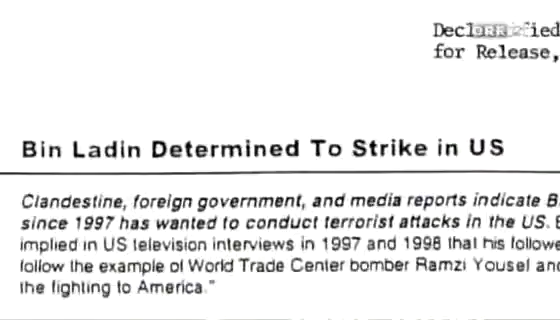 for Release,
Bin Ladin Determined To Strike in US
Clandestine, foreign government, and media reports indicate
since 1997 has wanted to conduct terrorist attacks in the US.
implied in US television interviews in 1997 and 1998 that his
follow the example of World Trade Center bomber Ramzi Yousef
the fighting to America."